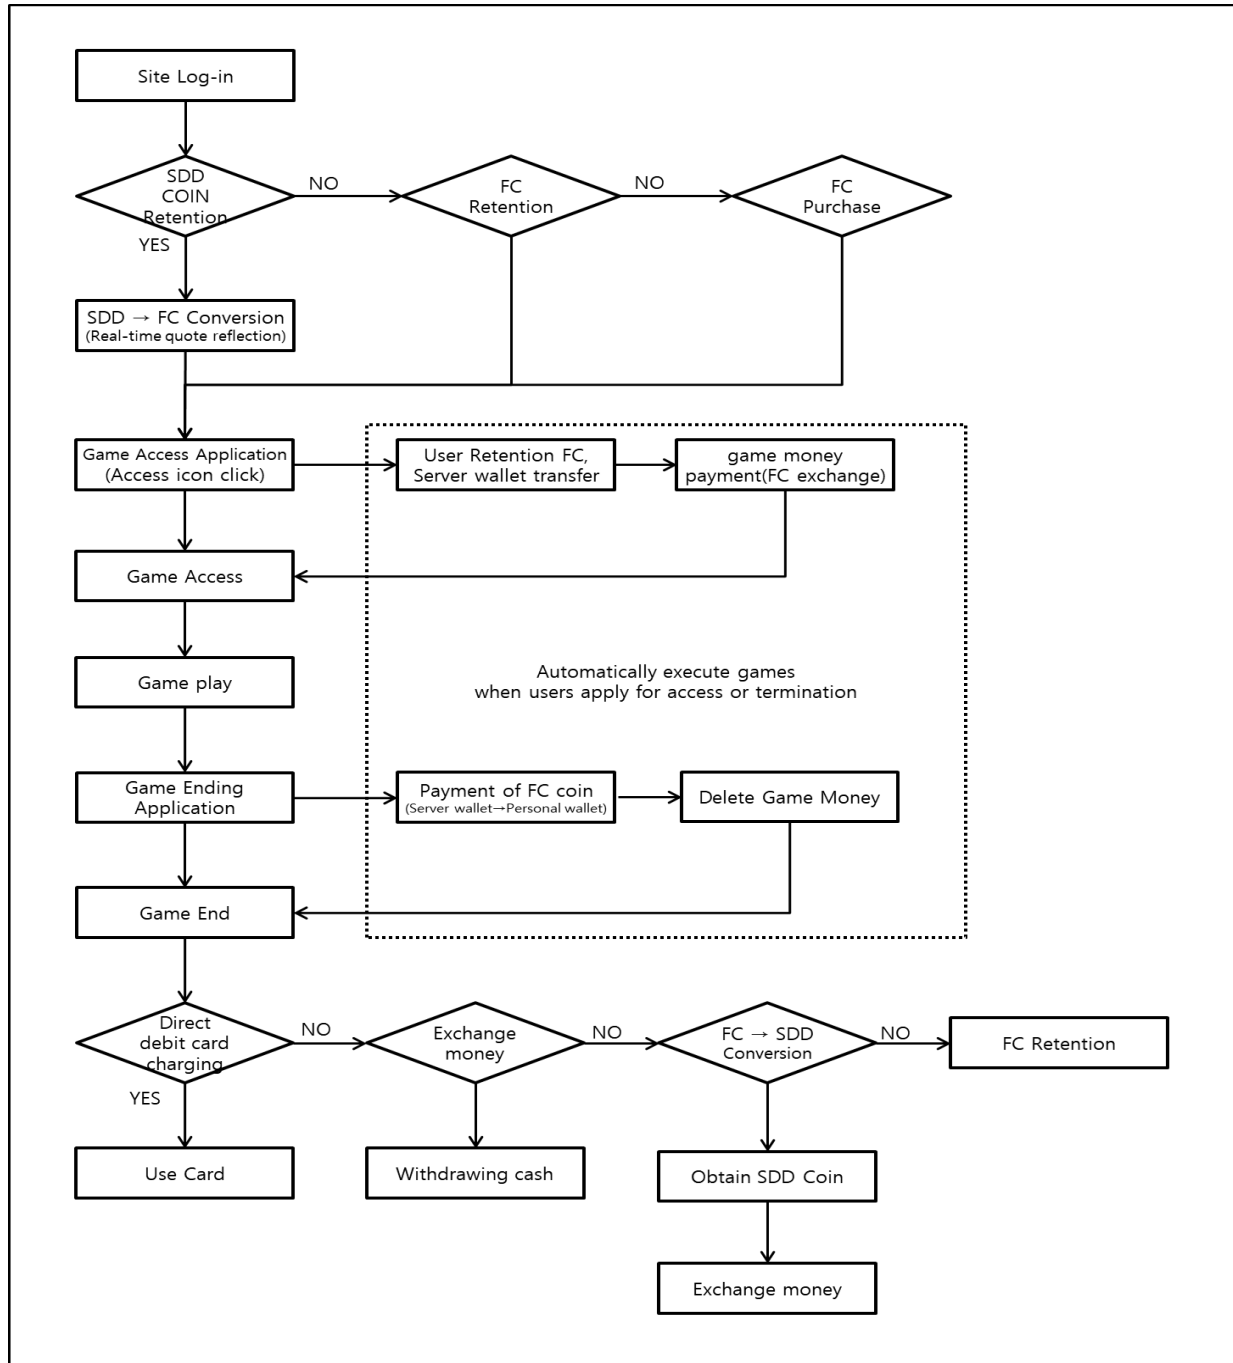 Site Log-in
SDD
COIN
Retention
NO
FC
Retention
NO
FC
Purchase
YES
SDD → FC Conversion
(Real-time quote reflection)
Game Access Application
(Access icon click)
User Retention FC,
Server wallet transfer
game money
payment(FC exchange)
Game Access
Game play
Automatically execute games
when users apply for access or termination
Game Ending
Application
Payment of FC coin
(Server wallet→Personal wallet)
Delete Game Money
Game End
Direct
debit card
charging
NO
Exchange
money
NO
FC → SDD
Conversion
NO
FC Retention
YES
Use Card
Withdrawing cash
Obtain SDD Coin
Exchange money